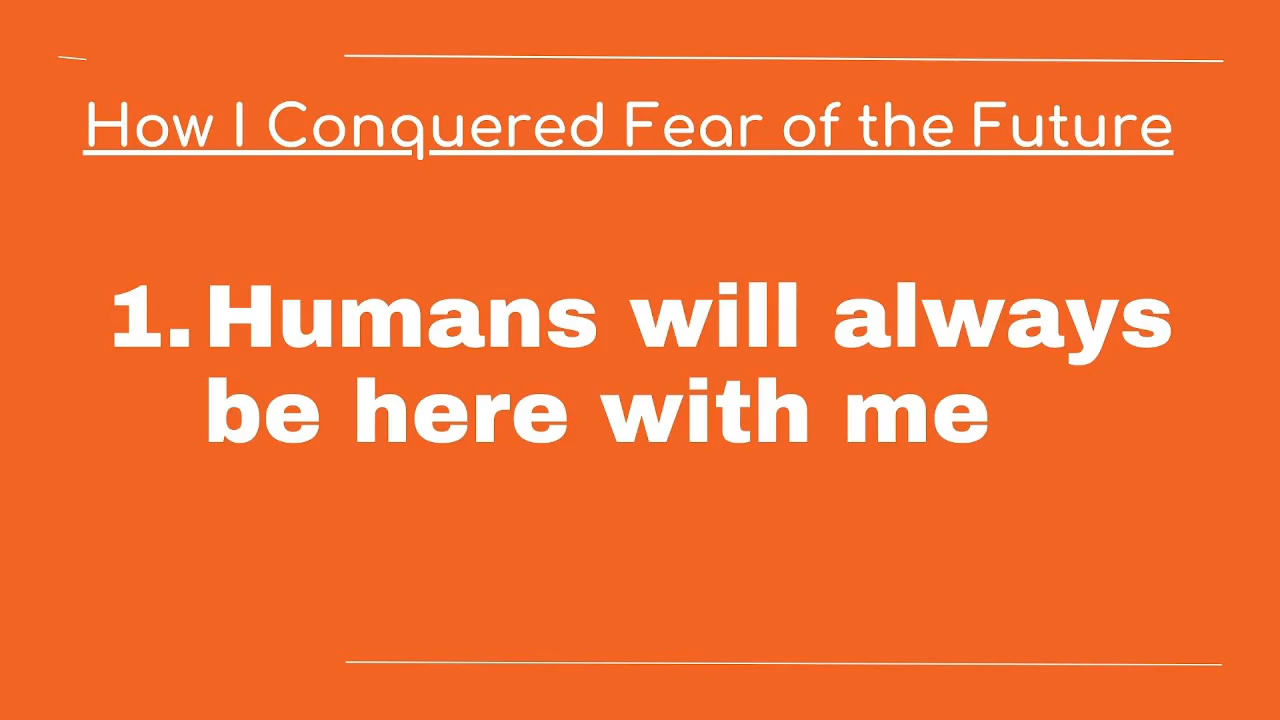 How I Conquered Fear of the Future
1. Humans will always
be here with me